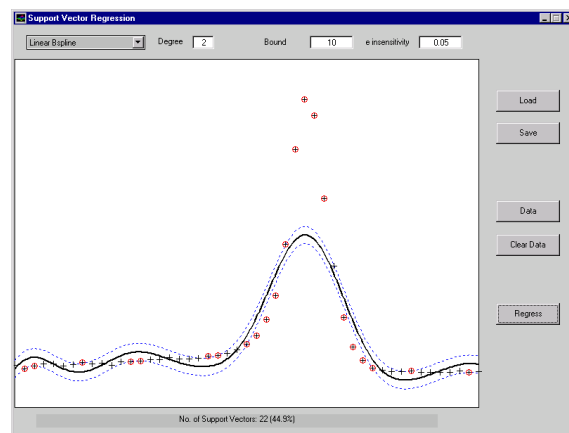 Support Vector Regression
Linear Bspline Degree 2 Bound 10 e insensitivity 0.05
Load
Save
Data
Clear Data
Regress
No. of Support Vectors: 22 (44.9%)